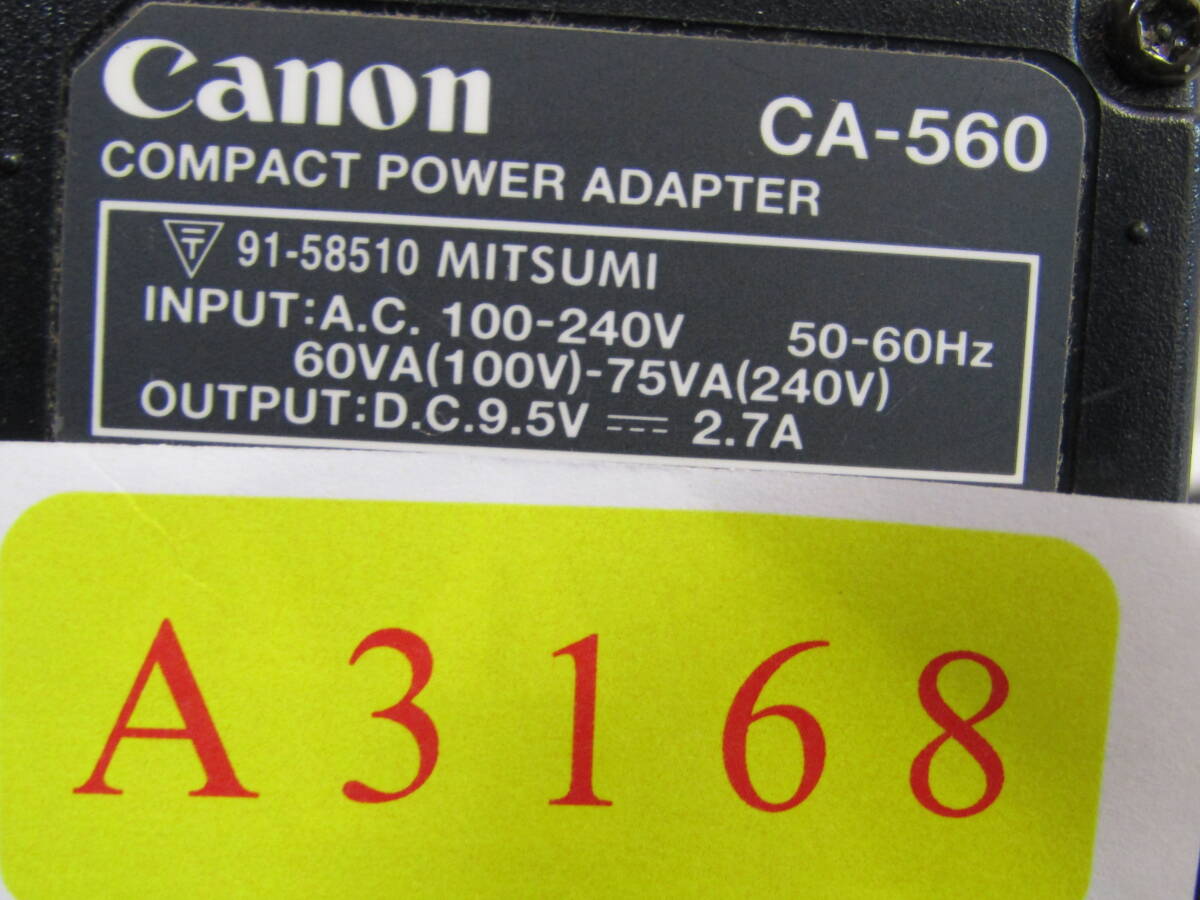 Canon
CA-560
COMPACT POWER ADAPTER
91-58510 MITSUMI
INPUT:A.C. 100-240V 50-60Hz
60VA(100V)-75VA(240V)
OUTPUT:D.C.9.5V ⎓ 2.7A
A3168